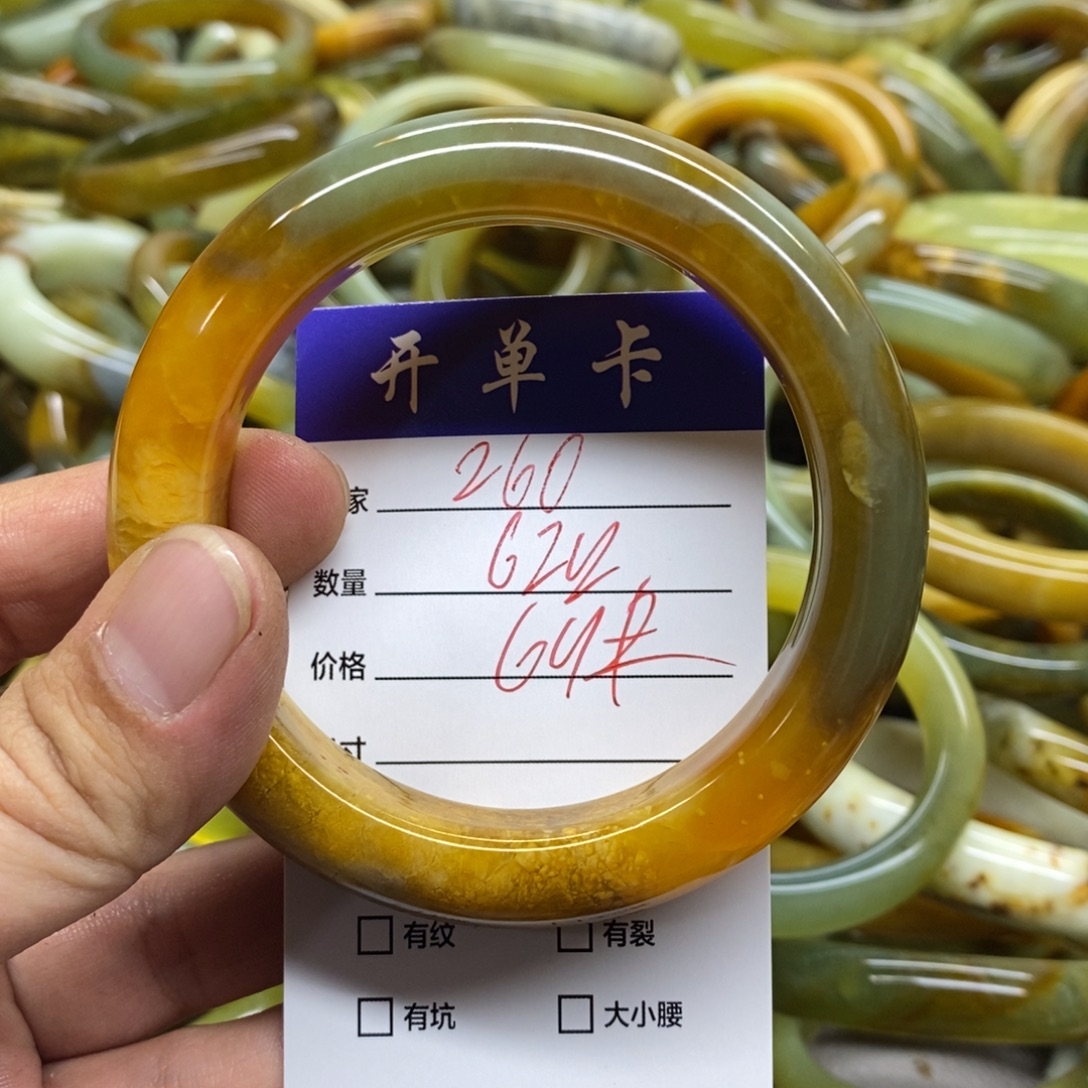 开单卡
家 260
数量 62
价格 64
寸
有纹 有裂
有坑 大小腰